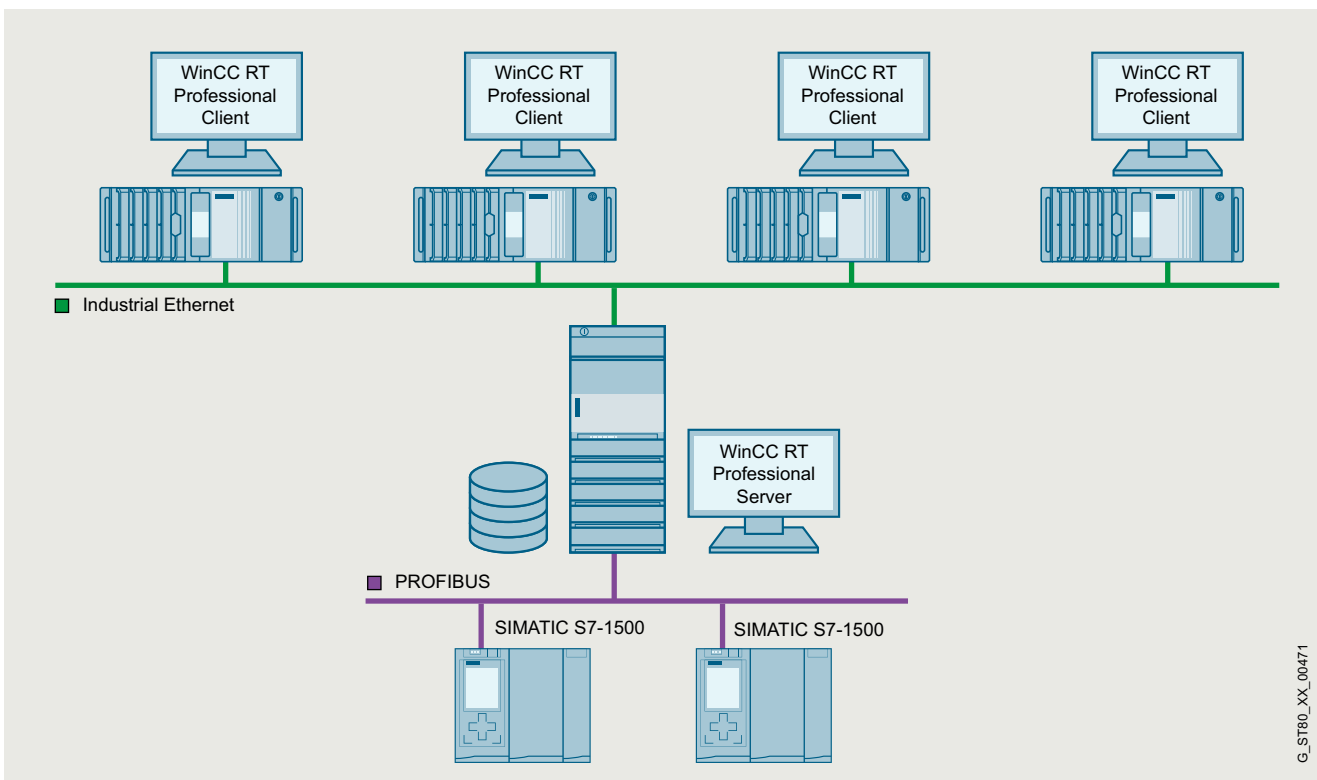 WinCC RT
Professional
Client
WinCC RT
Professional
Client
WinCC RT
Professional
Client
WinCC RT
Professional
Client
Industrial Ethernet
WinCC RT
Professional
Server
PROFIBUS
SIMATIC S7-1500
SIMATIC S7-1500
G_ST80_XX_00471